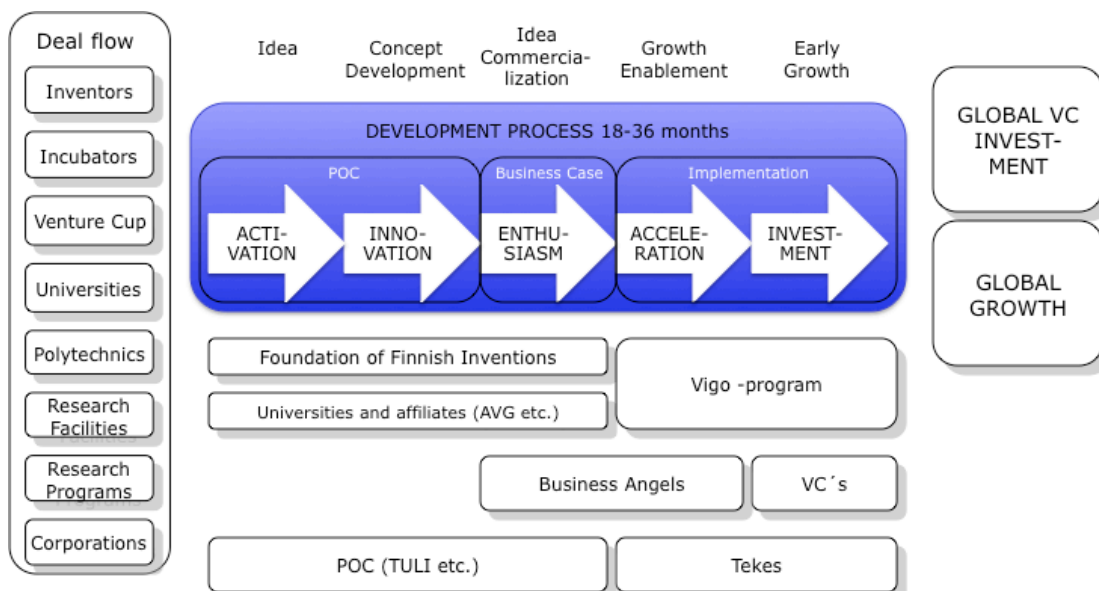 Deal flow
Inventors
Incubators
Venture Cup
Universities
Polytechnics
Research
Facilities
Research
Programs
Corporations
Idea
Concept
Development
Idea
Commercia-
lization
Growth
Enablement
Early
Growth
DEVELOPMENT PROCESS 18-36 months
POC
Business Case
Implementation
ACTI-
VATION
INNO-
VATION
ENTHU-
SIASM
ACCELE-
RATION
INVEST-
MENT
Foundation of Finnish Inventions
Universities and affiliates (AVG etc.)
Vigo -program
Business Angels
VC´s
POC (TULI etc.)
Tekes
GLOBAL VC
INVEST-
MENT
GLOBAL
GROWTH